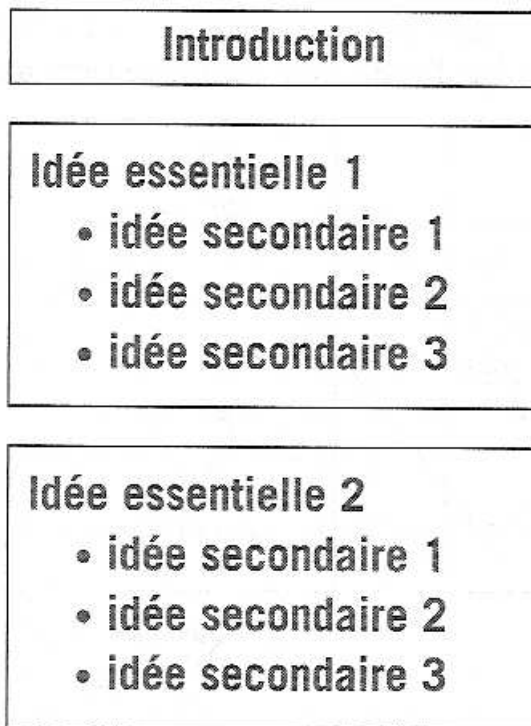 Introduction
Idée essentielle 1
• idée secondaire 1
• idée secondaire 2
• idée secondaire 3
Idée essentielle 2
• idée secondaire 1
• idée secondaire 2
• idée secondaire 3